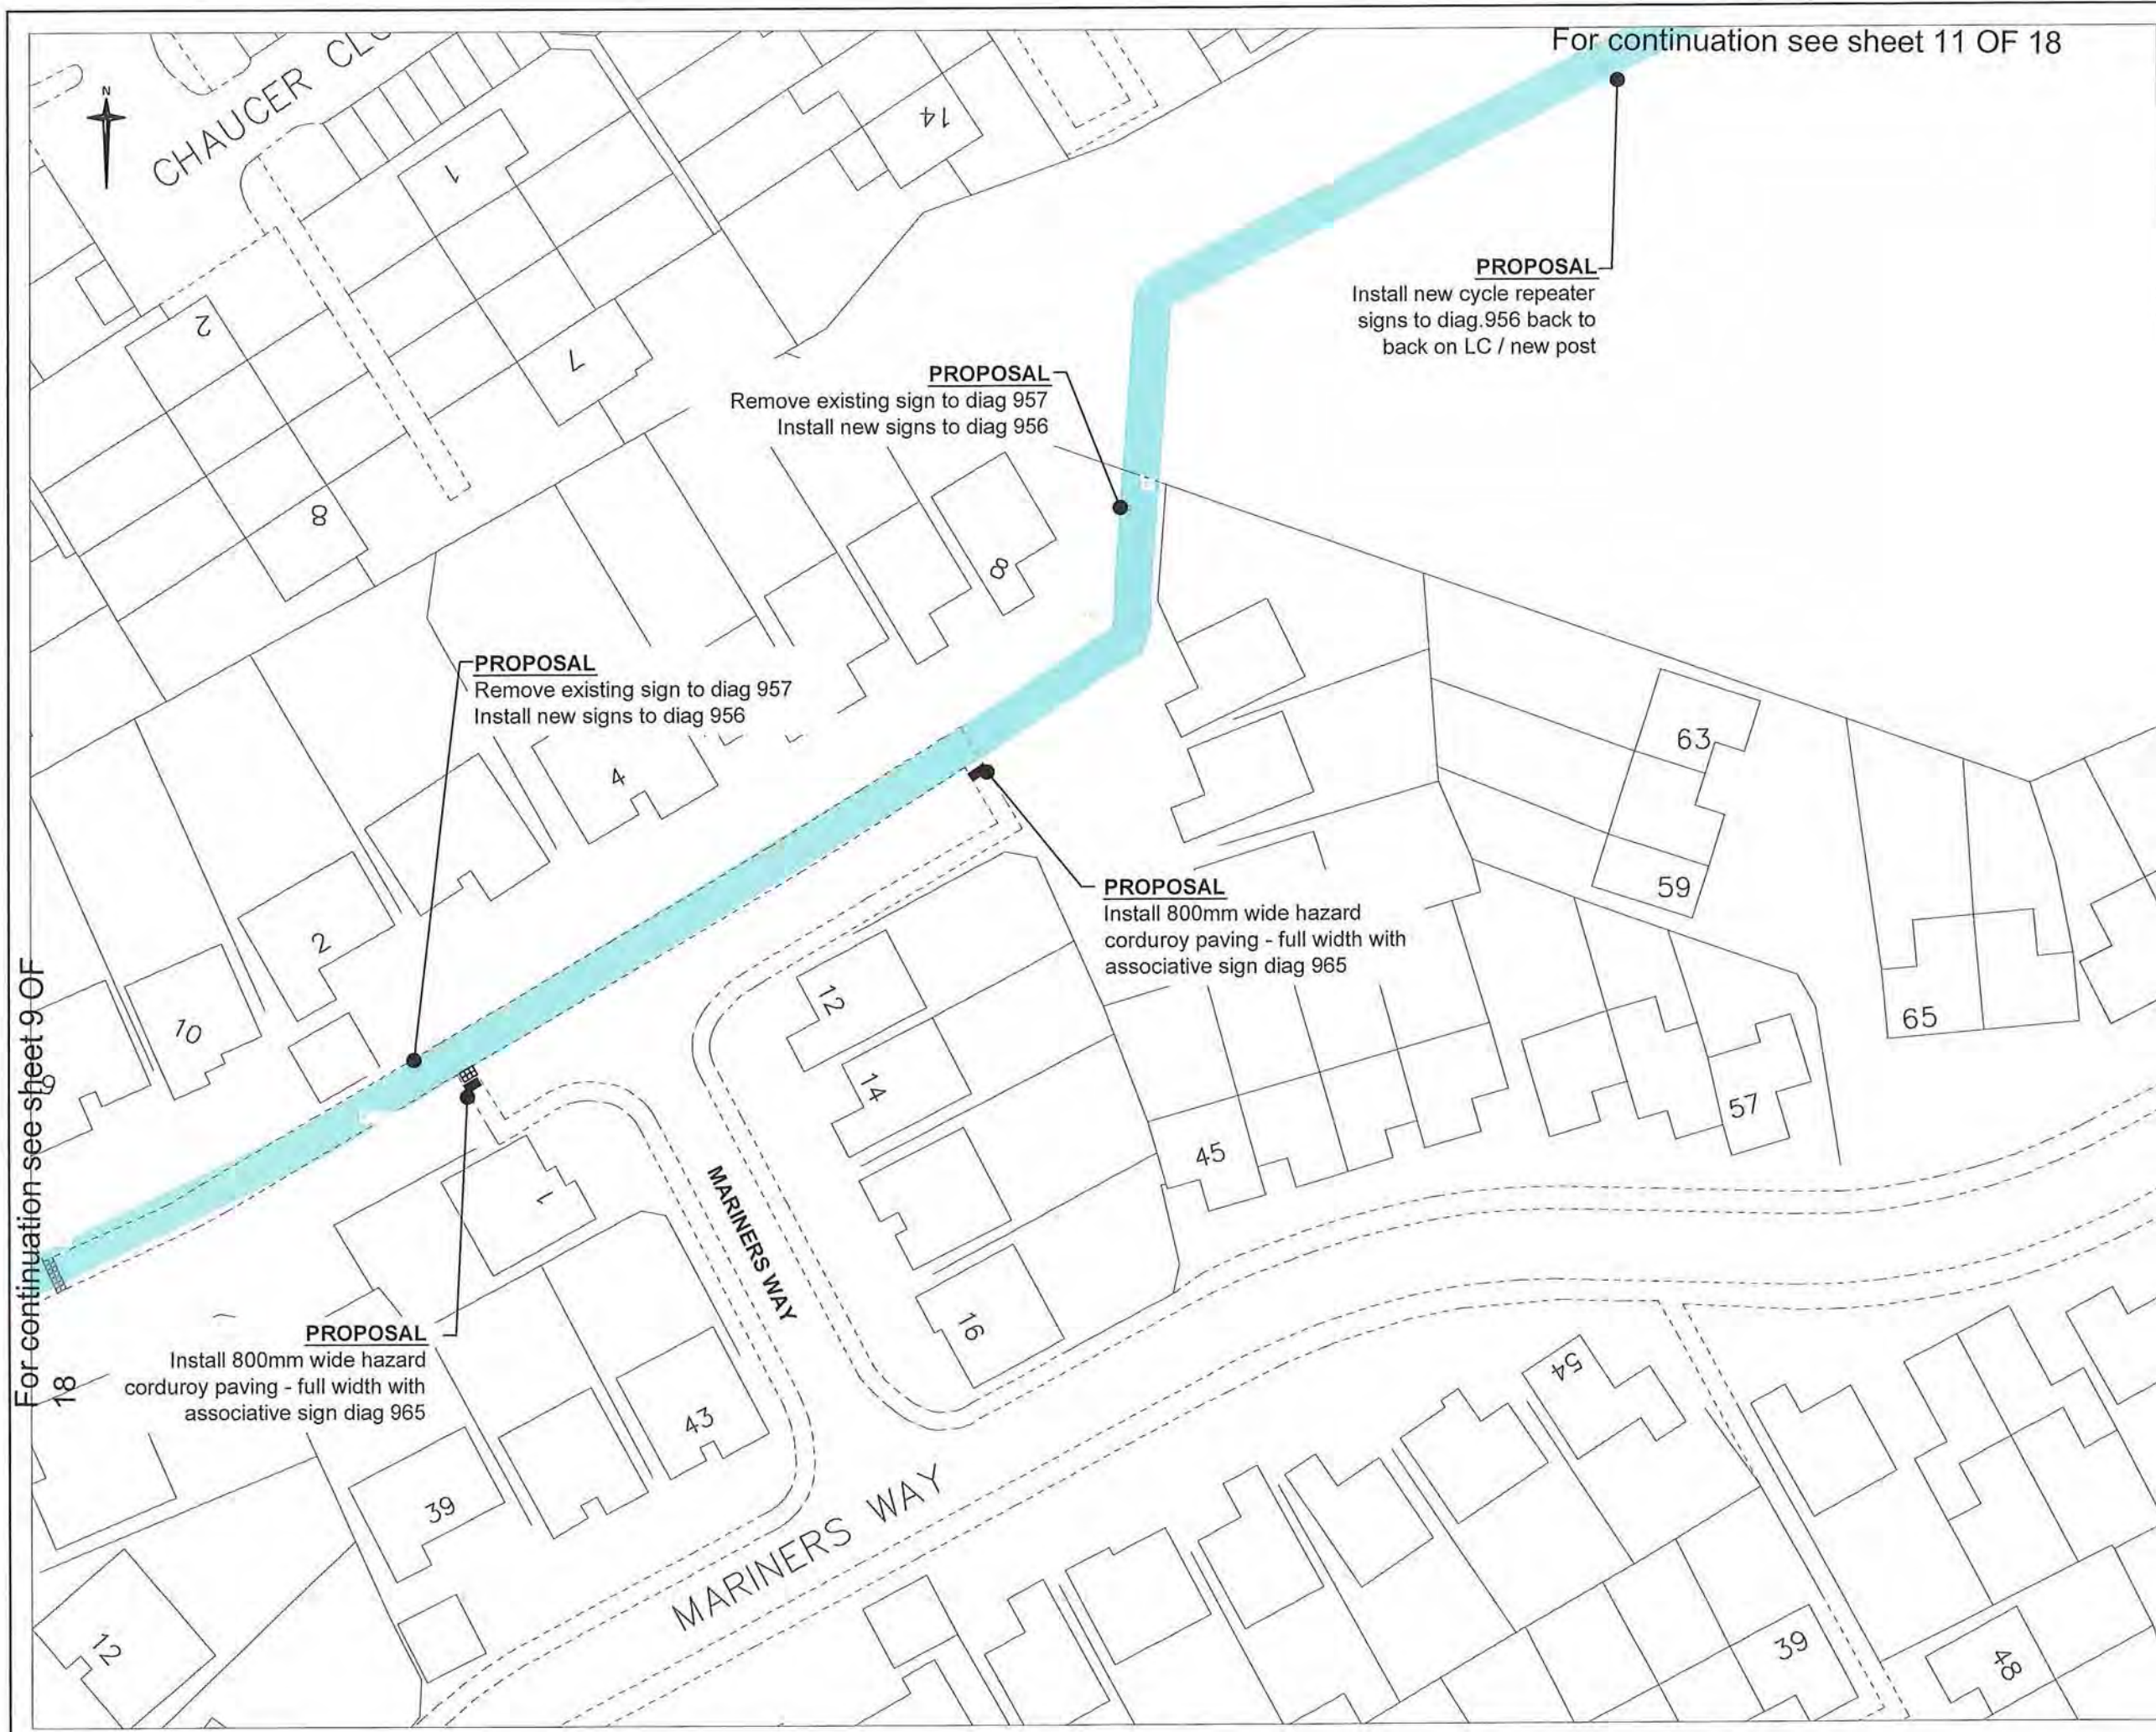 For continuation see sheet 11 OF 18
N
CHAUCER
14
1
2
7
8
PROPOSAL
Install new cycle repeater
signs to diag.956 back to
back on LC / new post
PROPOSAL
Remove existing sign to diag 957
Install new signs to diag 956
8
PROPOSAL
Remove existing sign to diag 957
Install new signs to diag 956
4
2
10
63
59
65
57
45
PROPOSAL
Install 800mm wide hazard
corduroy paving - full width with
associative sign diag 965
12
14
16
1
MARINERS WAY
For continuation see sheet 9 OF
18
PROPOSAL
Install 800mm wide hazard
corduroy paving - full width with
associative sign diag 965
43
39
12
MARINERS WAY
54
39
48